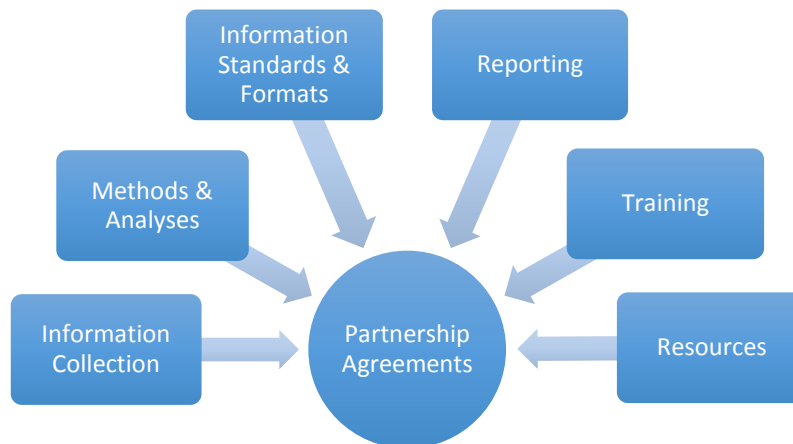 Information
Standards &
Formats
Reporting
Methods &
Analyses
Training
Information
Collection
Partnership
Agreements
Resources